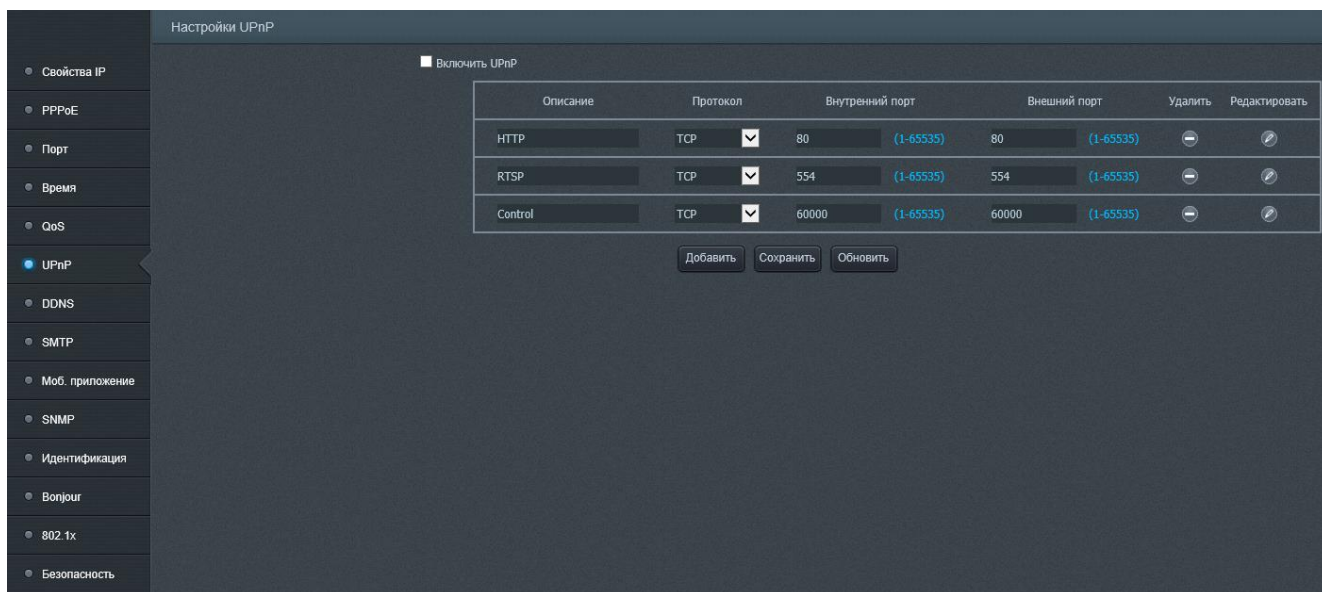 Настройки UPnP
Свойства IP
PPPoE
Порт
Время
QoS
UPnP
DDNS
SMTP
Моб. приложение
SNMP
Идентификация
Bonjour
802.1x
Безопасность
Включить UPnP
Описание Протокол Внутренний порт Внешний порт Удалить Редактировать
HTTP TCP 80 (1-65535) 80 (1-65535)
RTSP TCP 554 (1-65535) 554 (1-65535)
Control TCP 60000 (1-65535) 60000 (1-65535)
Добавить Сохранить Обновить